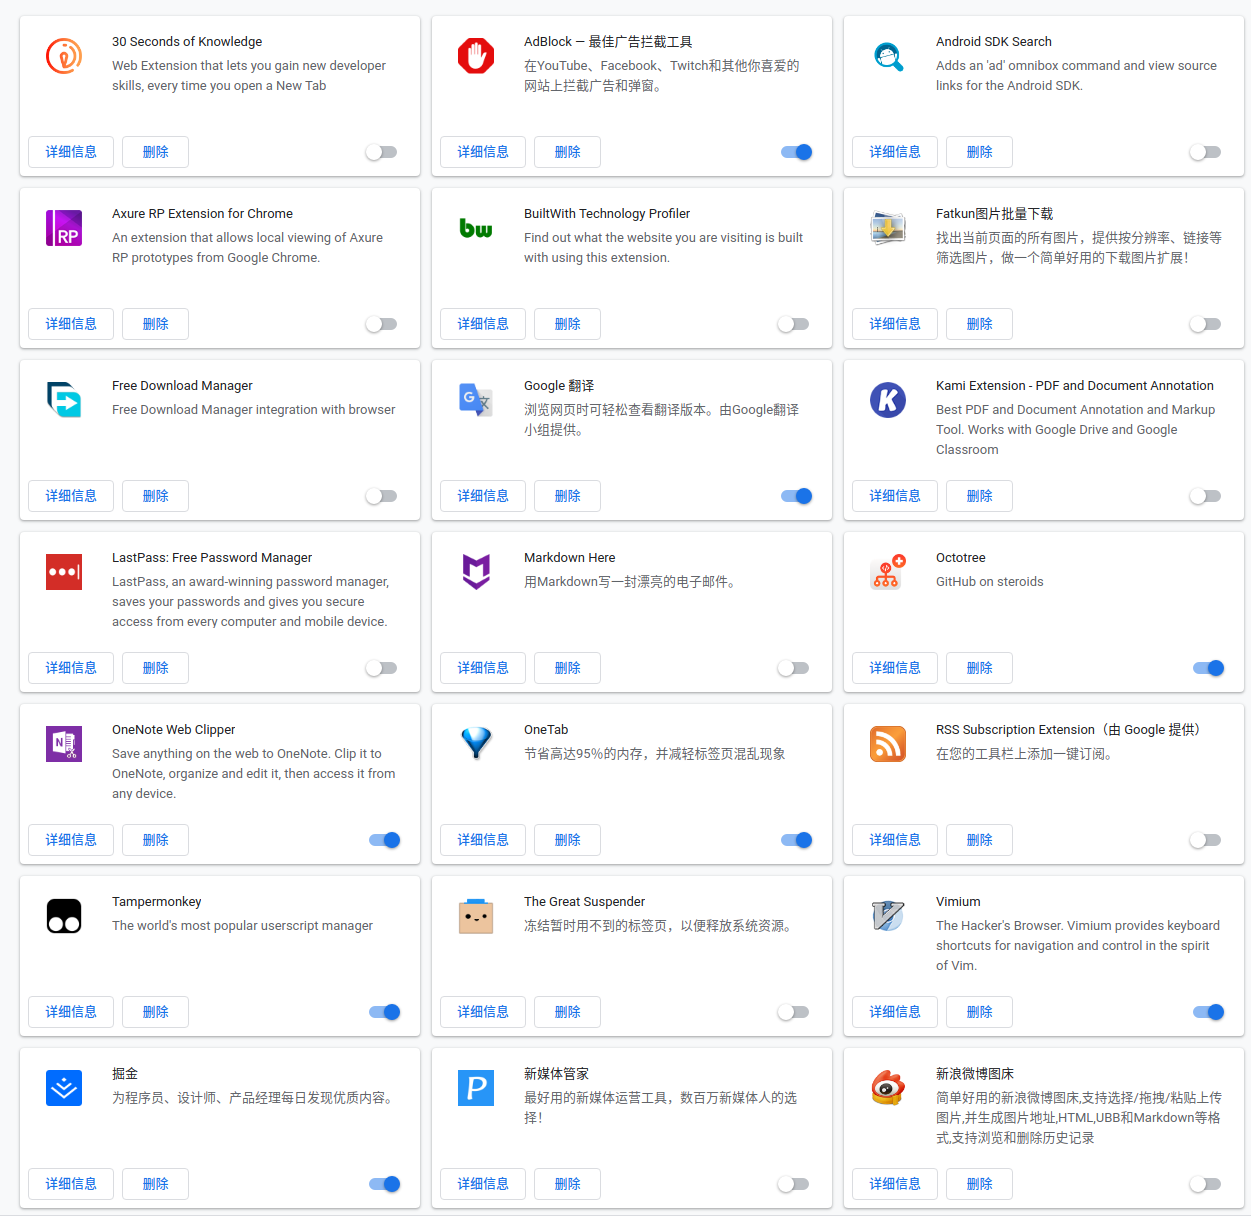 30 Seconds of Knowledge
Web Extension that lets you gain new developer
skills, every time you open a New Tab
详细信息
删除
AdBlock — 最佳广告拦截工具
在YouTube、Facebook、Twitch和其他你喜爱的
网站上拦截广告和弹窗。
详细信息
删除
Android SDK Search
Adds an 'ad' omnibox command and view source
links for the Android SDK.
详细信息
删除
RP
Axure RP Extension for Chrome
An extension that allows local viewing of Axure
RP prototypes from Google Chrome.
详细信息
删除
bw
BuiltWith Technology Profiler
Find out what the website you are visiting is built
with using this extension.
详细信息
删除
Fatkun图片批量下载
找出当前页面的所有图片，提供按分辨率、链接等
筛选图片，做一个简单好用的下载图片扩展！
详细信息
删除
Free Download Manager
Free Download Manager integration with browser
详细信息
删除
G 文
Google 翻译
浏览网页时可轻松查看翻译版本。由Google翻译
小组提供。
详细信息
删除
K
Kami Extension - PDF and Document Annotation
Best PDF and Document Annotation and Markup
Tool. Works with Google Drive and Google
Classroom
详细信息
删除
LastPass: Free Password Manager
LastPass, an award-winning password manager,
saves your passwords and gives you secure
access from every computer and mobile device.
详细信息
删除
Markdown Here
用Markdown写一封漂亮的电子邮件。
详细信息
删除
Octotree
GitHub on steroids
详细信息
删除
N
OneNote Web Clipper
Save anything on the web to OneNote. Clip it to
OneNote, organize and edit it, then access it from
any device.
详细信息
删除
OneTab
节省高达95％的内存，并减轻标签页混乱现象
详细信息
删除
RSS Subscription Extension（由 Google 提供）
在您的工具栏上添加一键订阅。
详细信息
删除
Tampermonkey
The world's most popular userscript manager
详细信息
删除
The Great Suspender
冻结暂时用不到的标签页，以便释放系统资源。
详细信息
删除
V
Vimium
The Hacker's Browser. Vimium provides keyboard
shortcuts for navigation and control in the spirit
of Vim.
详细信息
删除
掘金
为程序员、设计师、产品经理每日发现优质内容。
详细信息
删除
P
新媒体管家
最好用的新媒体运营工具，数百万新媒体人的选
择！
详细信息
删除
新浪微博图床
简单好用的新浪微博图床,支持选择/拖拽/粘贴上传
图片,并生成图片地址,HTML,UBB和Markdown等格
式,支持浏览和删除历史记录
详细信息
删除